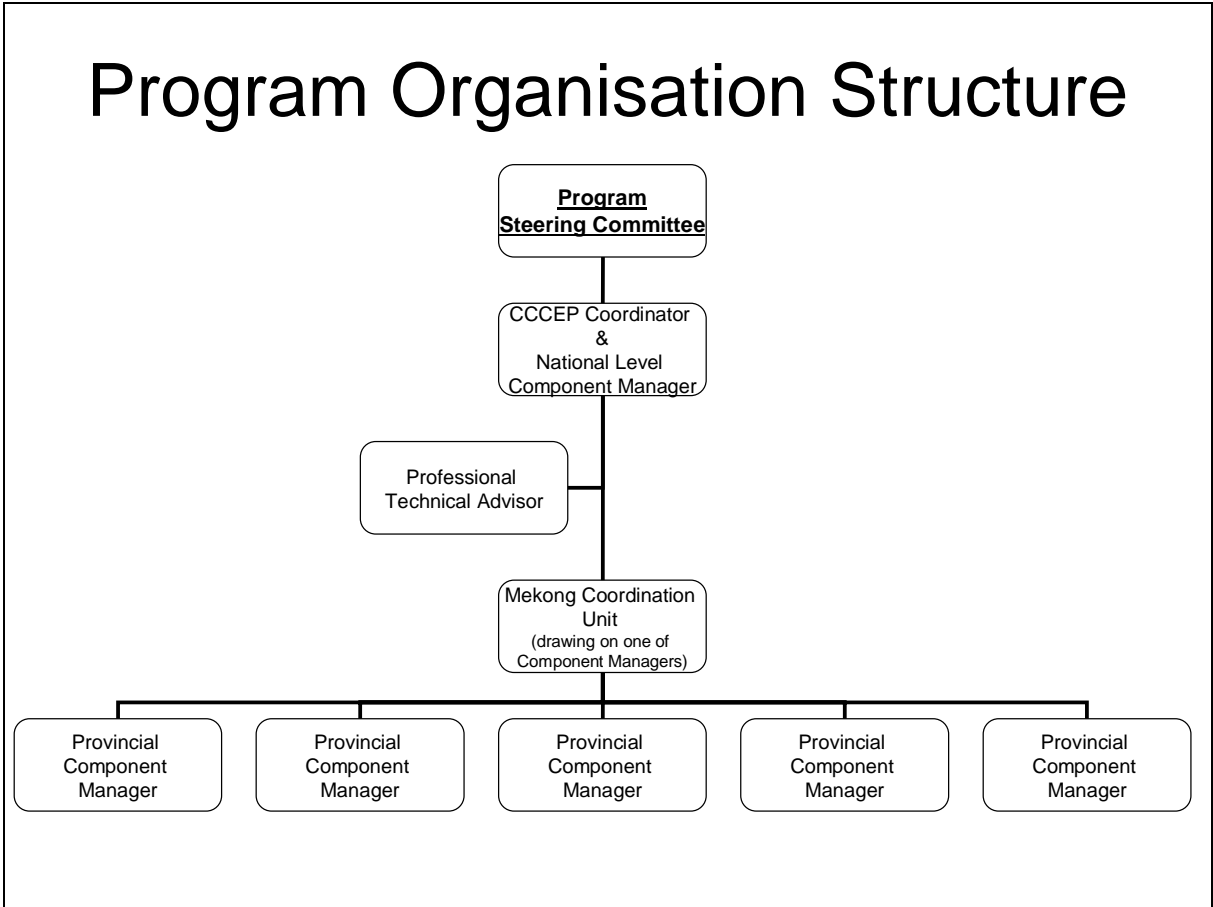 Program Organisation Structure
Program
Steering Committee
CCCEP Coordinator
&
National Level
Component Manager
Professional
Technical Advisor
Mekong Coordination
Unit
(drawing on one of
Component Managers)
Provincial
Component
Manager
Provincial
Component
Manager
Provincial
Component
Manager
Provincial
Component
Manager
Provincial
Component
Manager